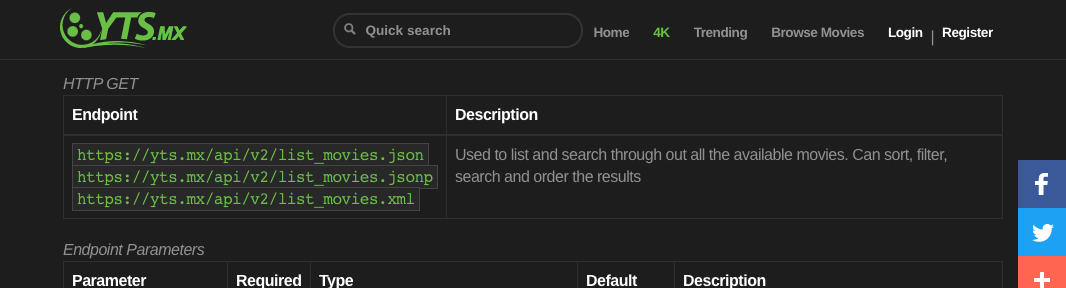 YTS.MX
Quick search
Home 4K Trending Browse Movies Login | Register
HTTP GET
Endpoint Description
https://yts.mx/api/v2/list_movies.json
https://yts.mx/api/v2/list_movies.jsonp
https://yts.mx/api/v2/list_movies.xml
Used to list and search through out all the available movies. Can sort, filter,
search and order the results
Endpoint Parameters
Parameter Required Type Default Description